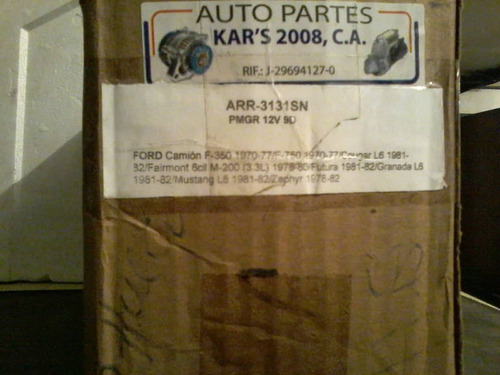 AUTO PARTES
KAR'S 2008, C.A.
RIF.: J-29694127-0
ARR-3131SN
PMGR 12V 9D
FORD Camión F-350 1970-77/F-750 1970-77/Cougar L6 1981-
82/Fairmont 6cil M-200 (3.3L) 1978-83/Futura 1981-82/Granada L6
1981-82/Mustang L6 1981-82/Zephyr 1978-82